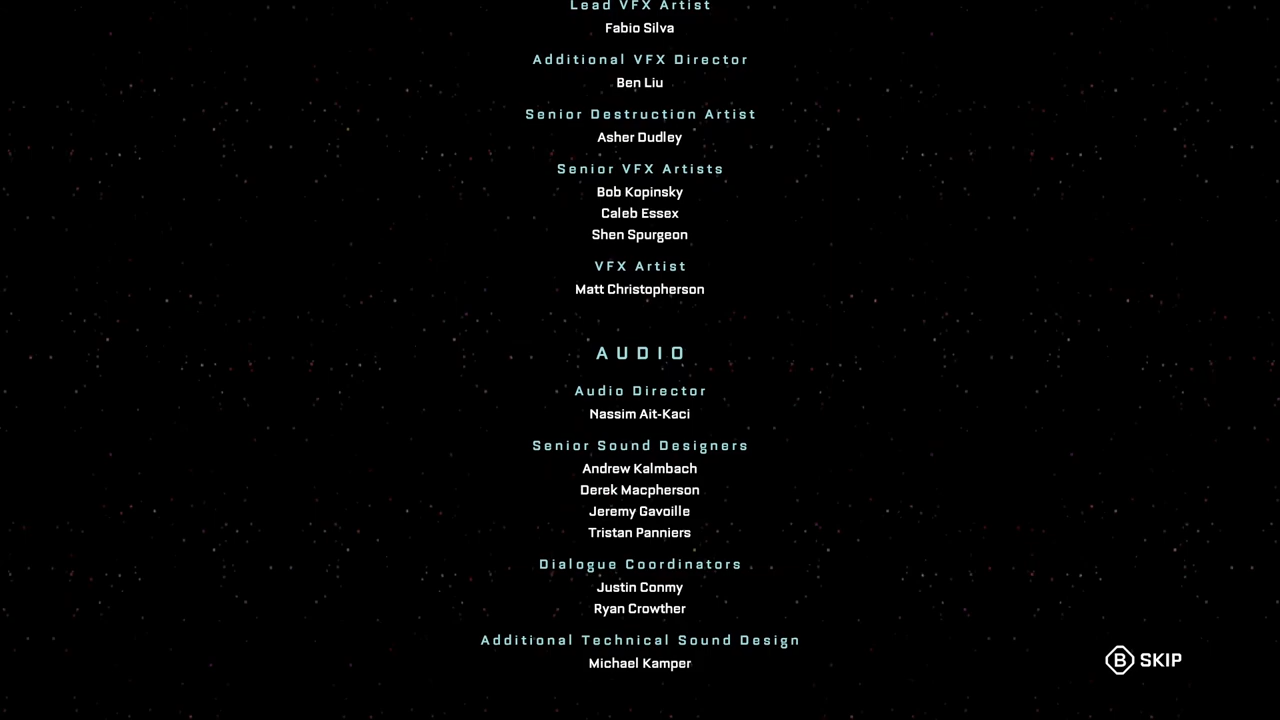 Lead VFX Artist
Fabio Silva
Additional VFX Director
Ben Liu
Senior Destruction Artist
Asher Dudley
Senior VFX Artists
Bob Kopinsky
Caleb Essex
Shen Spurgeon
VFX Artist
Matt Christopherson
AUDIO
Audio Director
Nassim Ait-Kaci
Senior Sound Designers
Andrew Kalmbach
Derek Macpherson
Jeremy Gavoille
Tristan Panniers
Dialogue Coordinators
Justin Conmy
Ryan Crowther
Additional Technical Sound Design
Michael Kamper
B SKIP